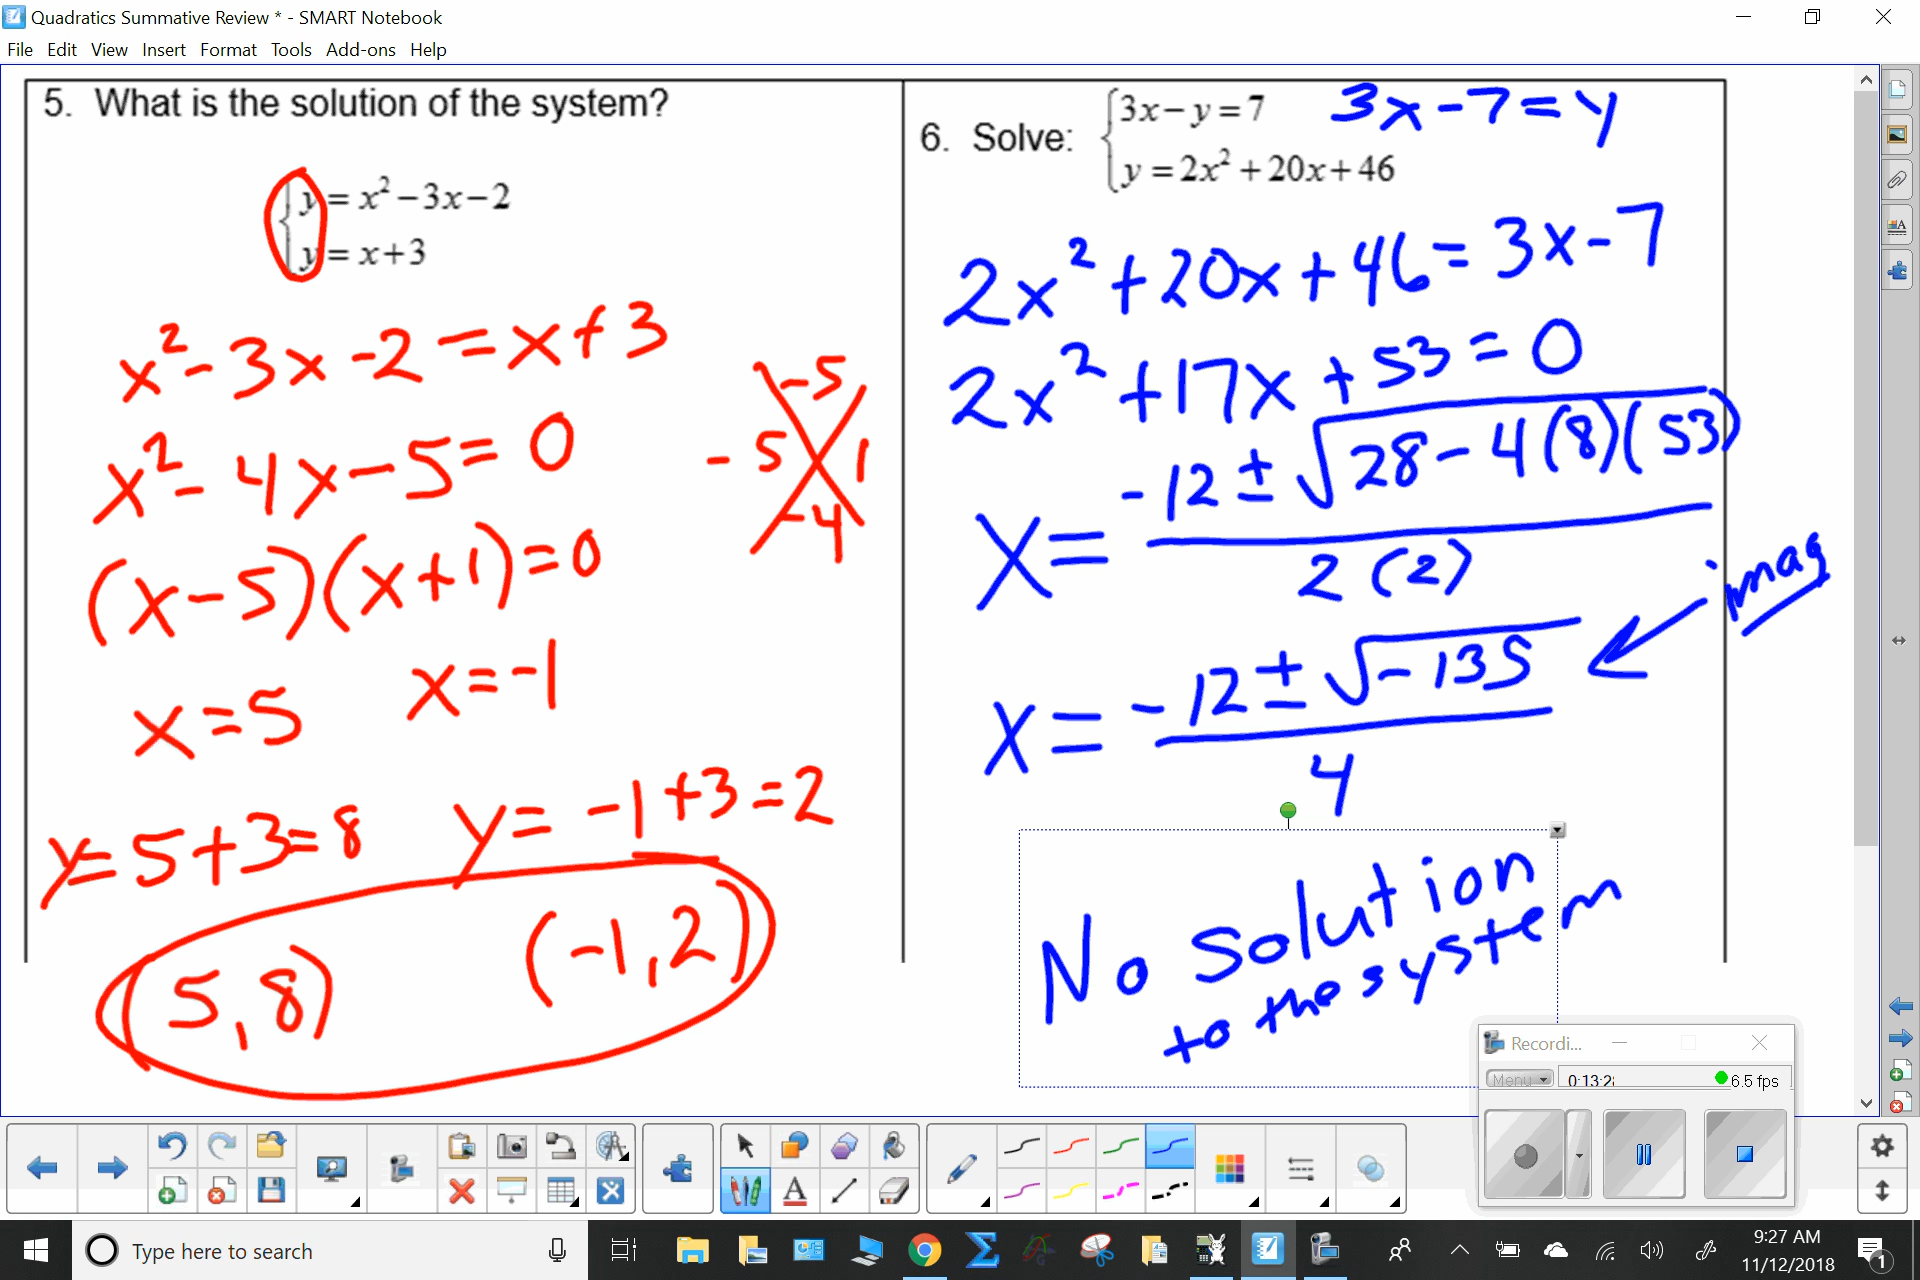 Quadratics Summative Review * - SMART Notebook
File Edit View Insert Format Tools Add-ons Help
5. What is the solution of the system?
y = x² − 3x − 2
y = x + 3
x² - 3x - 2 = x + 3
x² - 4x - 5 = 0
(x - 5)(x + 1) = 0
x = 5 x = -1
y = 5 + 3 = 8 y = -1 + 3 = 2
(5, 8) (-1, 2)
-5
-5 1
-4
6. Solve: 3x − y = 7
y = 2x² + 20x + 46
3x - 7 = y
2x² + 20x + 46 = 3x - 7
2x² + 17x + 53 = 0
x = -12 ± √28 - 4(8)(53)
2(2)
imag
x = -12 ± √-135
4
No solution
to the system
Recordi...
Menu 6.5 fps
Type here to search
9:27 AM
11/12/2018
1